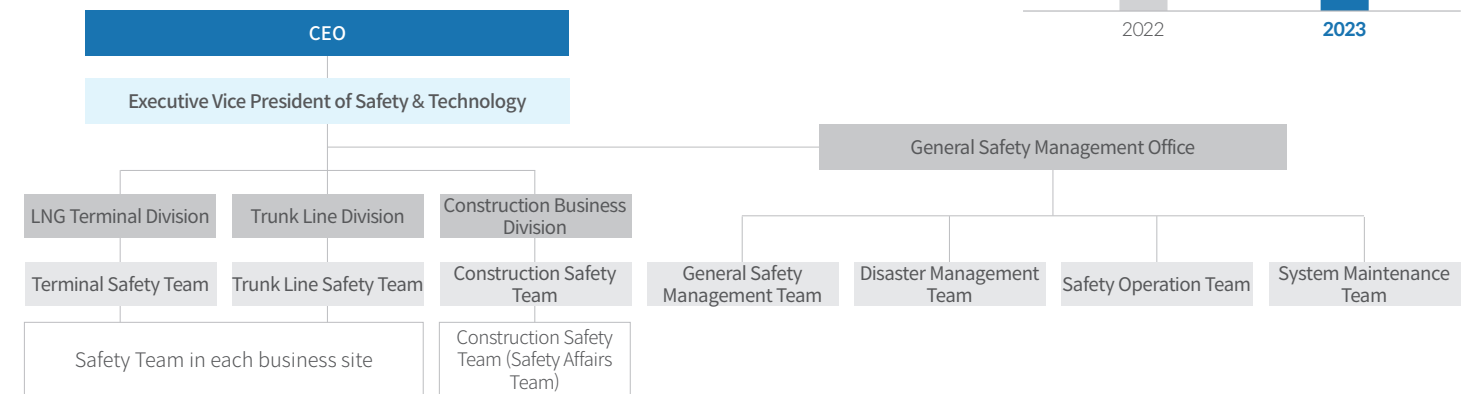 2022
2023
CEO
Executive Vice President of Safety & Technology
General Safety Management Office
LNG Terminal Division
Trunk Line Division
Construction Business
Division
Terminal Safety Team
Trunk Line Safety Team
Construction Safety
Team
General Safety
Management Team
Disaster Management
Team
Safety Operation Team
System Maintenance
Team
Safety Team in each business site
Construction Safety
Team (Safety Affairs
Team)